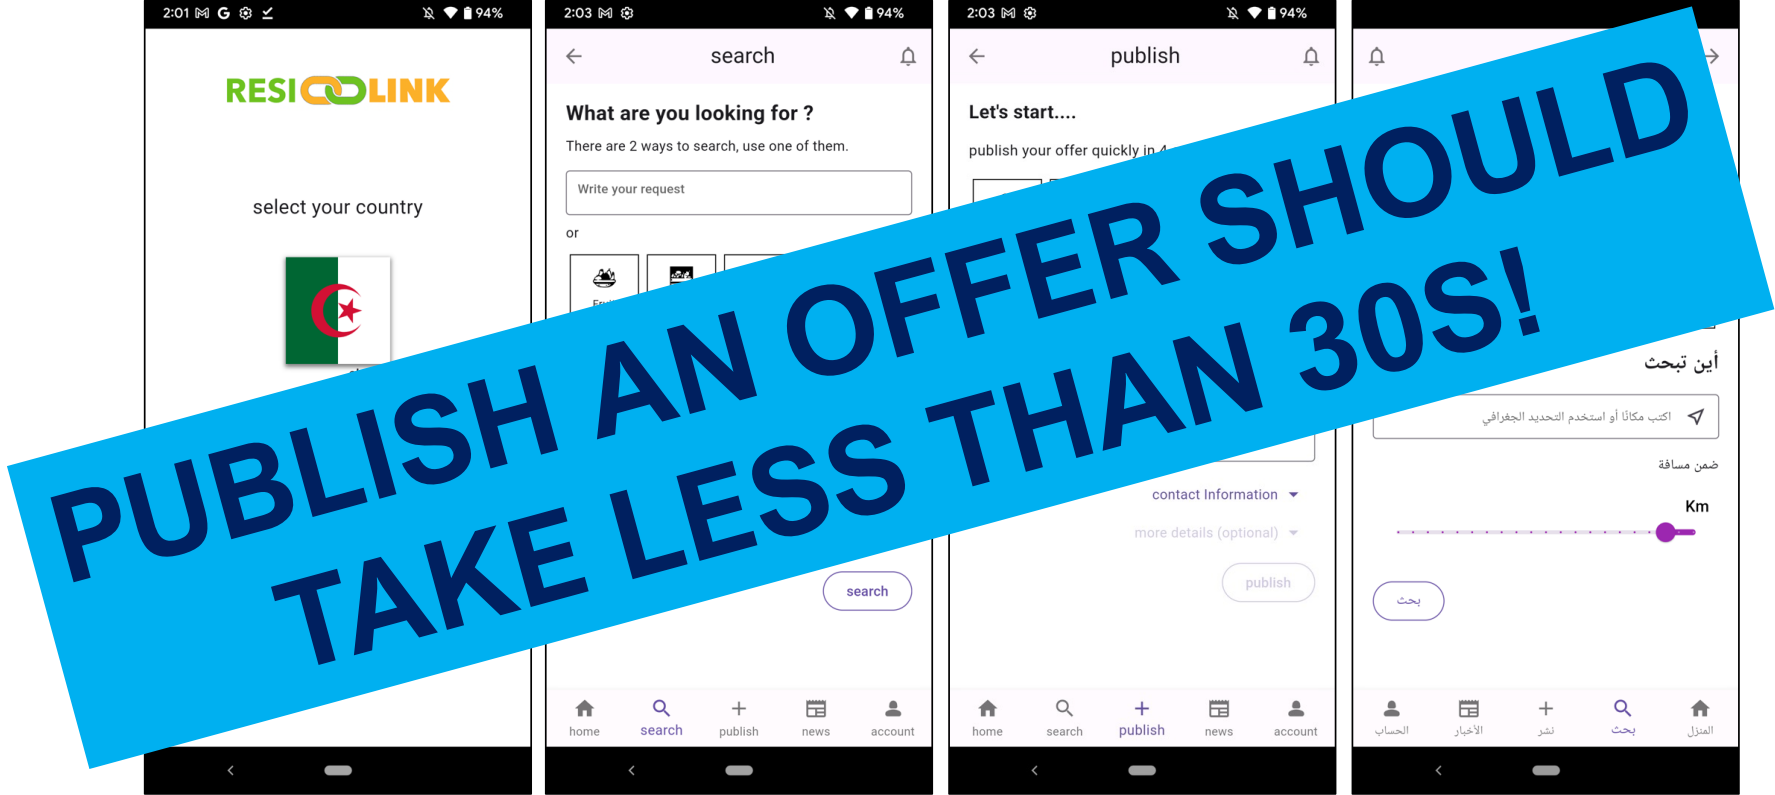 2:01
94%
RESI LINK
select your country
2:03
94%
search
What are you looking for ?
There are 2 ways to search, use one of them.
Write your request
or
search
home
search
publish
news
account
2:03
94%
publish
Let's start....
publish your offer quickly in 4
contact Information
more details (optional)
publish
home
search
publish
news
account
أين تبحث
اكتب مكانًا أو استخدم التحديد الجغرافي
ضمن مسافة
Km
بحث
المنزل
بحث
نشر
الأخبار
الحساب
PUBLISH AN OFFER SHOULD
TAKE LESS THAN 30S!